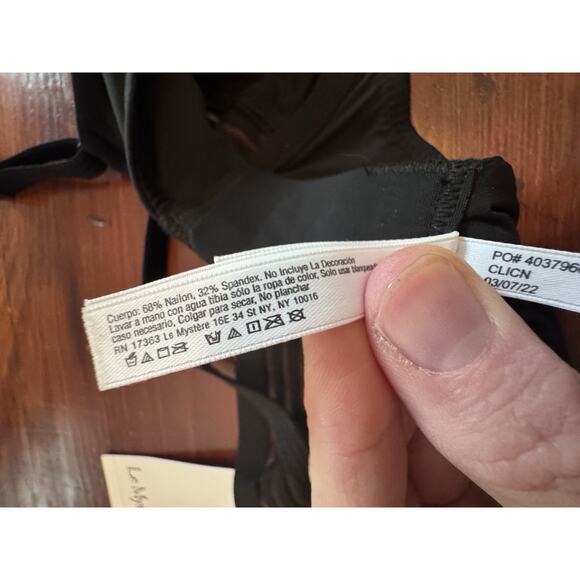 Cuerpo: 68% Nailon, 32% Spandex. No Incluye La Decoración
Lavar a mano con agua tibia sólo la ropa de color, Solo usar
caso necesario, Colgar para secar, No planchar
RN 17363 Le Mystère 16E 34 St NY, NY 10016
PO# 403796
CLICN
03/07/22
Le